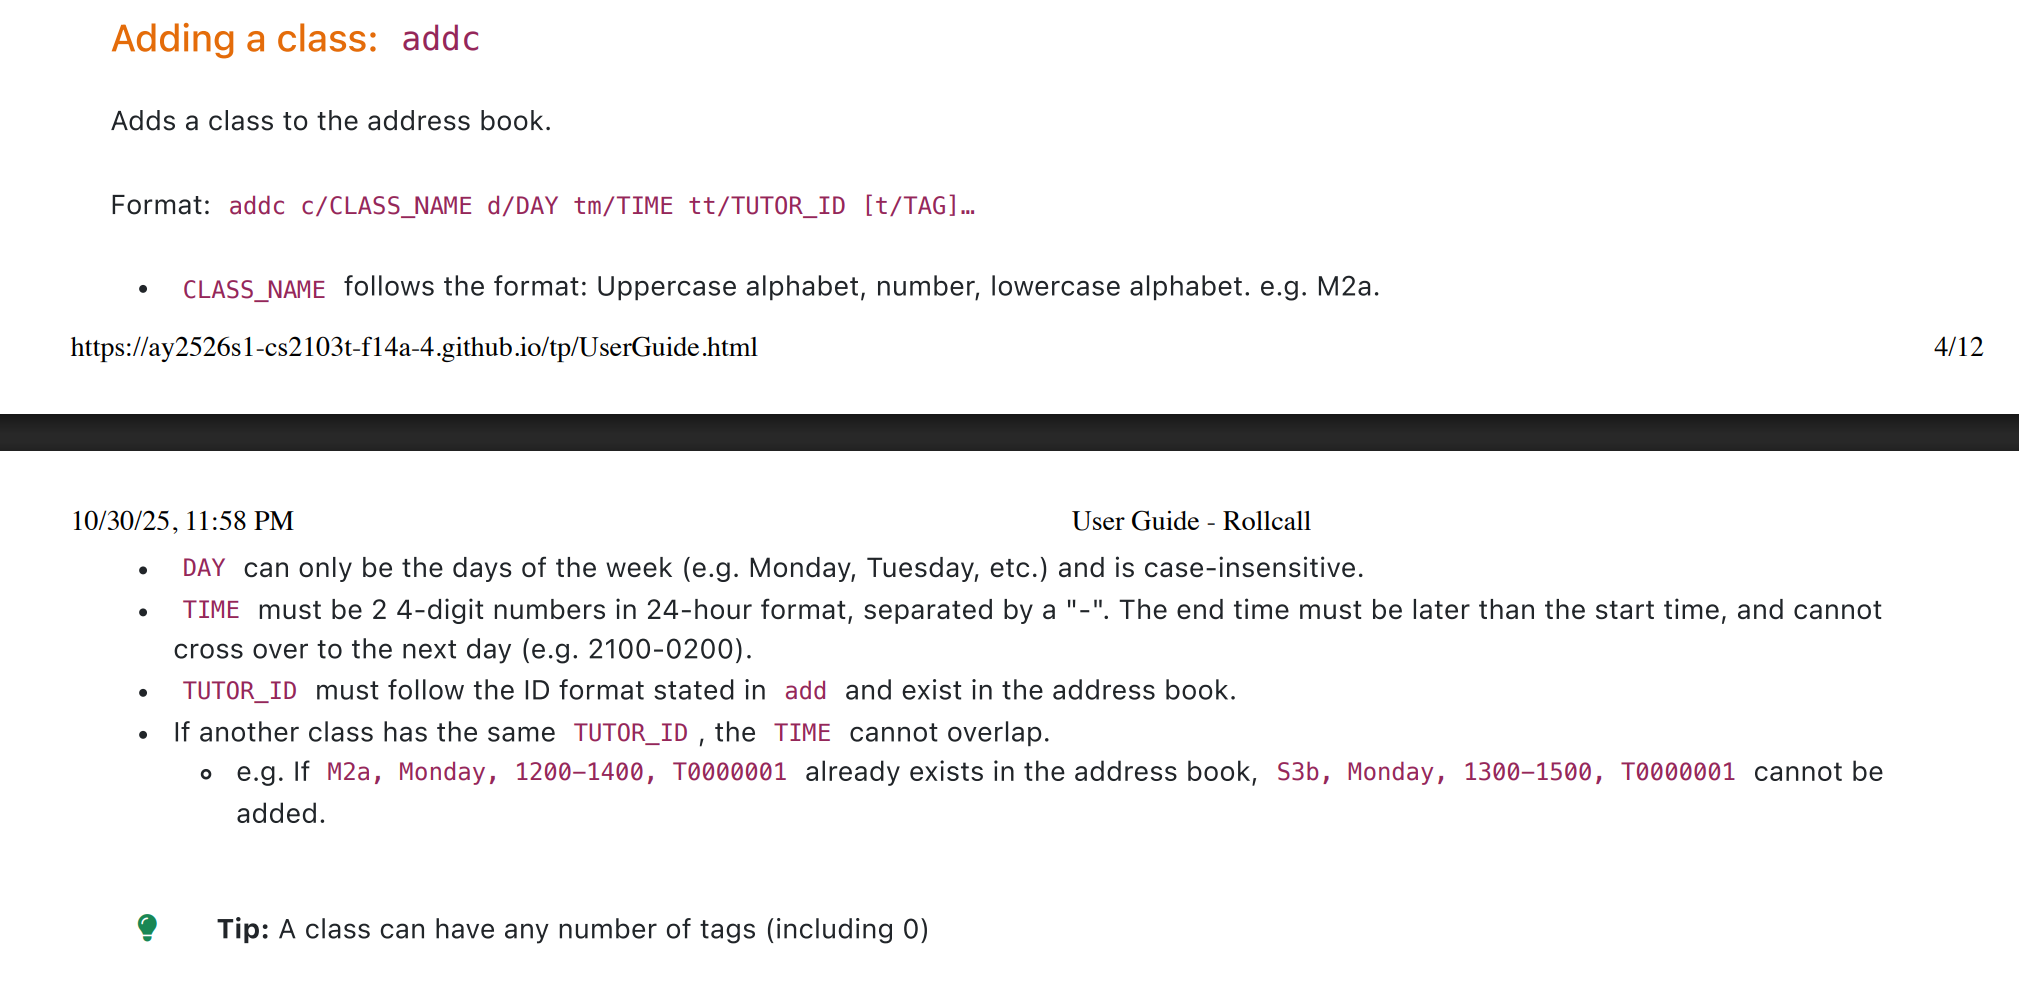 Adding a class: addc
Adds a class to the address book.
Format: addc c/CLASS_NAME d/DAY tm/TIME tt/TUTOR_ID [t/TAG]…
• CLASS_NAME follows the format: Uppercase alphabet, number, lowercase alphabet. e.g. M2a.
https://ay2526s1-cs2103t-f14a-4.github.io/tp/UserGuide.html 4/12
10/30/25, 11:58 PM User Guide - Rollcall
• DAY can only be the days of the week (e.g. Monday, Tuesday, etc.) and is case-insensitive.
• TIME must be 2 4-digit numbers in 24-hour format, separated by a "-". The end time must be later than the start time, and cannot
cross over to the next day (e.g. 2100-0200).
• TUTOR_ID must follow the ID format stated in add and exist in the address book.
• If another class has the same TUTOR_ID , the TIME cannot overlap.
◦ e.g. If M2a, Monday, 1200-1400, T0000001 already exists in the address book, S3b, Monday, 1300-1500, T0000001 cannot be
added.
Tip: A class can have any number of tags (including 0)